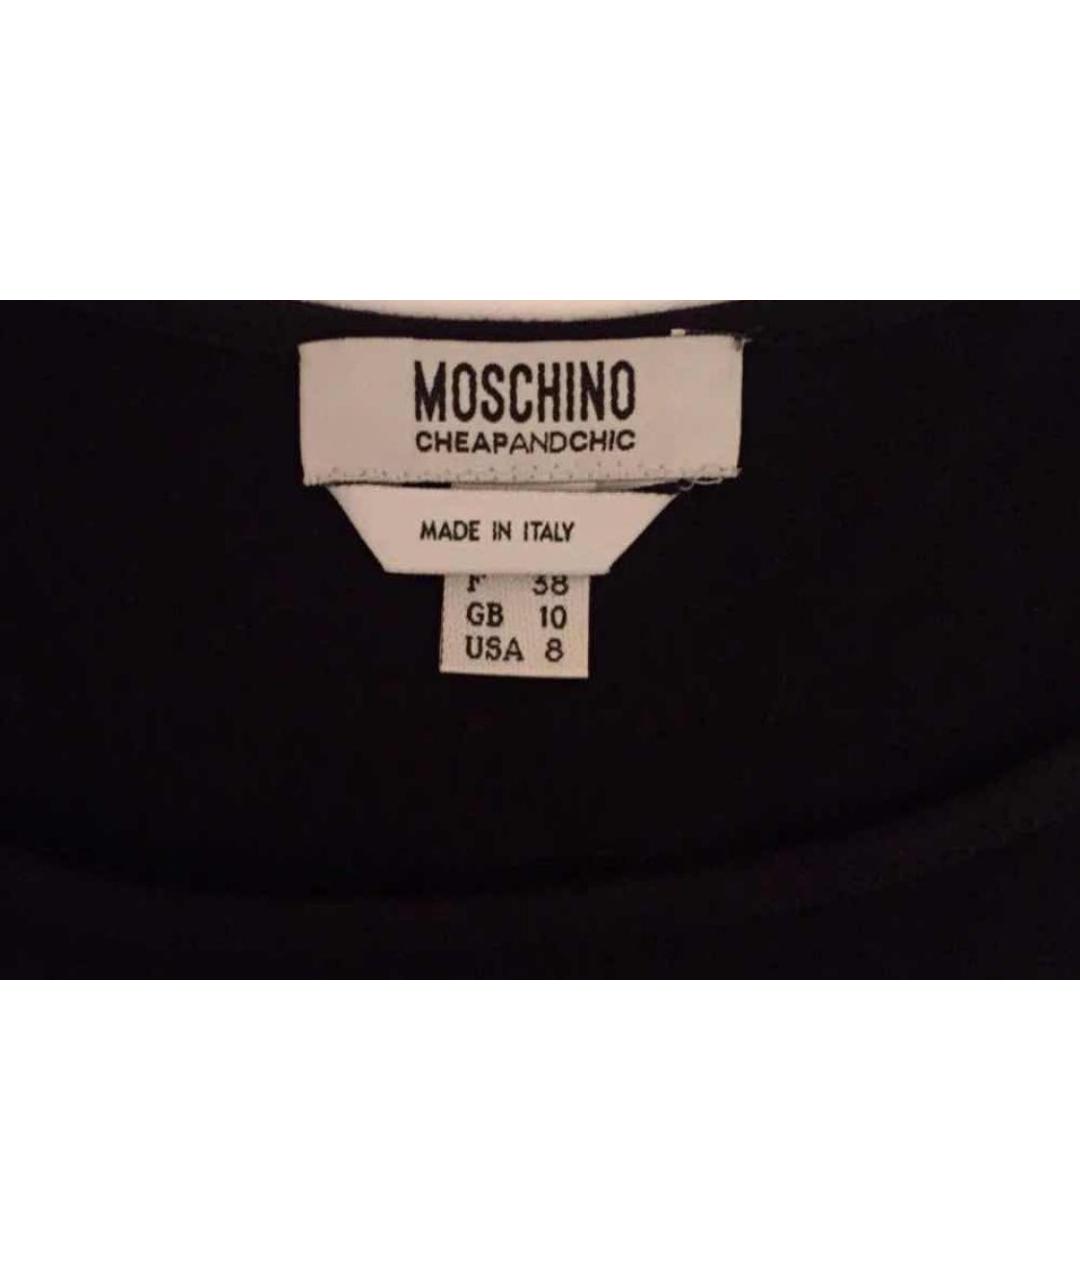 MOSCHINO
CHEAPANDCHIC
MADE IN ITALY
F 38
GB 10
USA 8